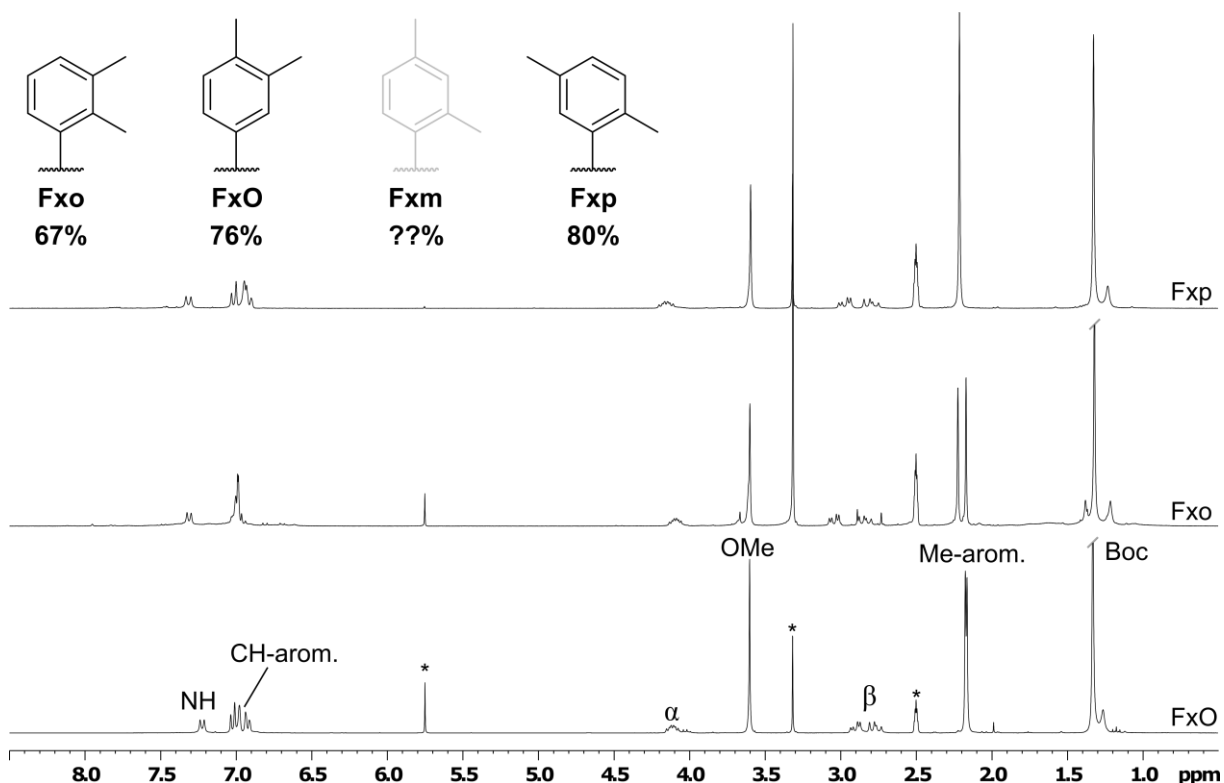 Fxo FxO Fxm Fxp
67% 76% ??% 80%
Fxp
Fxo
OMe Me-arom. Boc
CH-arom.
NH * α * β * FxO
8.0 7.5 7.0 6.5 6.0 5.5 5.0 4.5 4.0 3.5 3.0 2.5 2.0 1.5 1.0 ppm